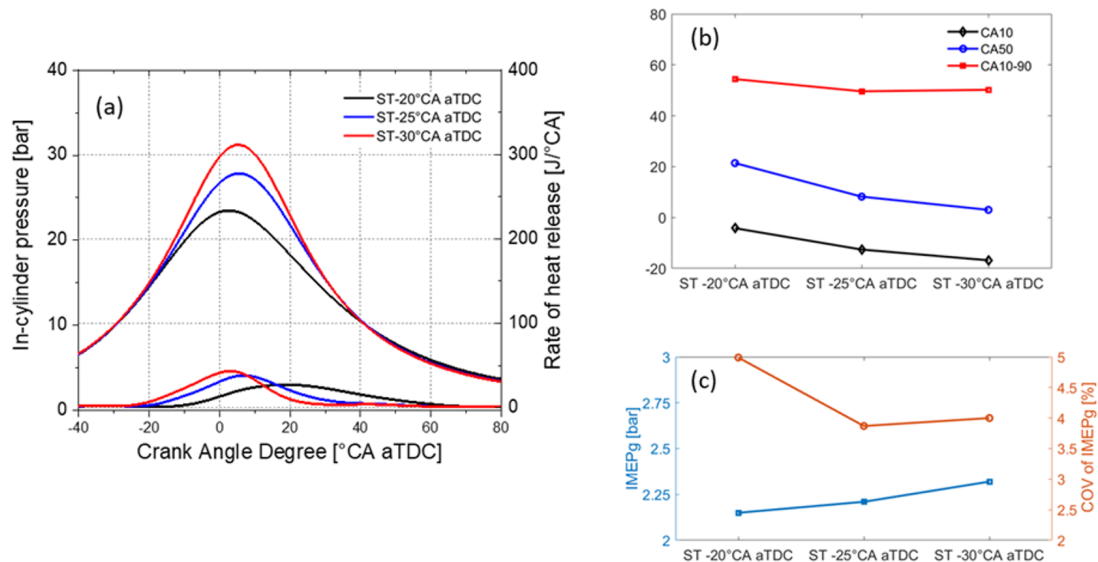 (a)
ST-20°CA aTDC
ST-25°CA aTDC
ST-30°CA aTDC
40
30
20
10
0
In-cylinder pressure [bar]
400
300
200
100
0
Rate of heat release [J/°CA]
-40 -20 0 20 40 60 80
Crank Angle Degree [°CA aTDC]
(b)
CA10
CA50
CA10-90
80
60
40
20
0
-20
ST -20°CA aTDC ST -25°CA aTDC ST -30°CA aTDC
(c)
3
2.75
2.5
2.25
2
IMEPg [bar]
5
4.5
4
3.5
3
2.5
2
COV of IMEPg [%]
ST -20°CA aTDC ST -25°CA aTDC ST -30°CA aTDC